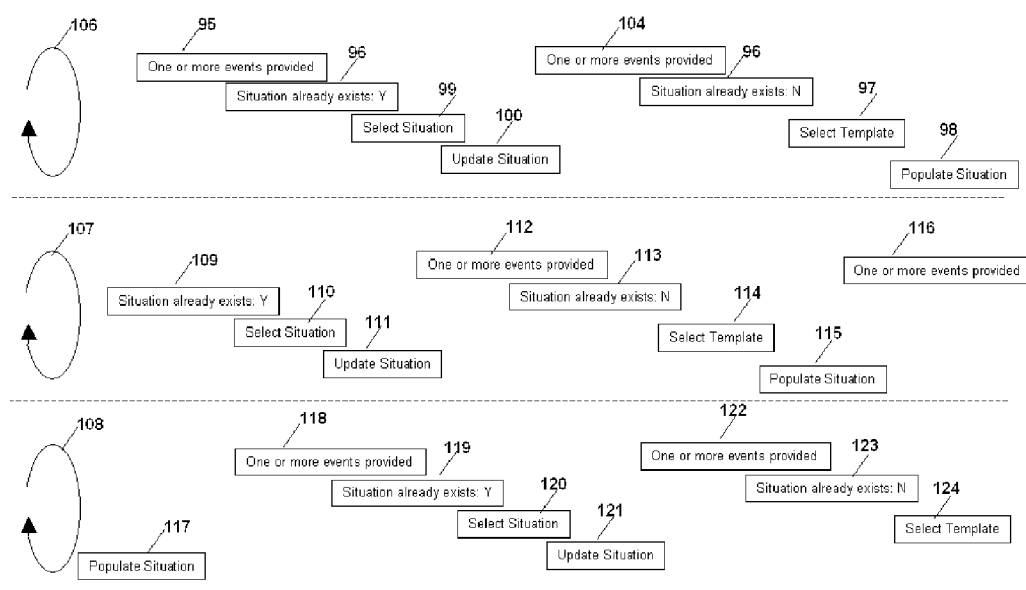 106
95
One or more events provided
96
Situation already exists: Y
99
Select Situation
100
Update Situation
104
One or more events provided
96
Situation already exists: N
97
Select Template
98
Populate Situation
107
109
Situation already exists: Y
110
Select Situation
111
Update Situation
112
One or more events provided
113
Situation already exists: N
114
Select Template
115
Populate Situation
116
One or more events provided
108
117
Populate Situation
118
One or more events provided
119
Situation already exists: Y
120
Select Situation
121
Update Situation
122
One or more events provided
123
Situation already exists: N
124
Select Template